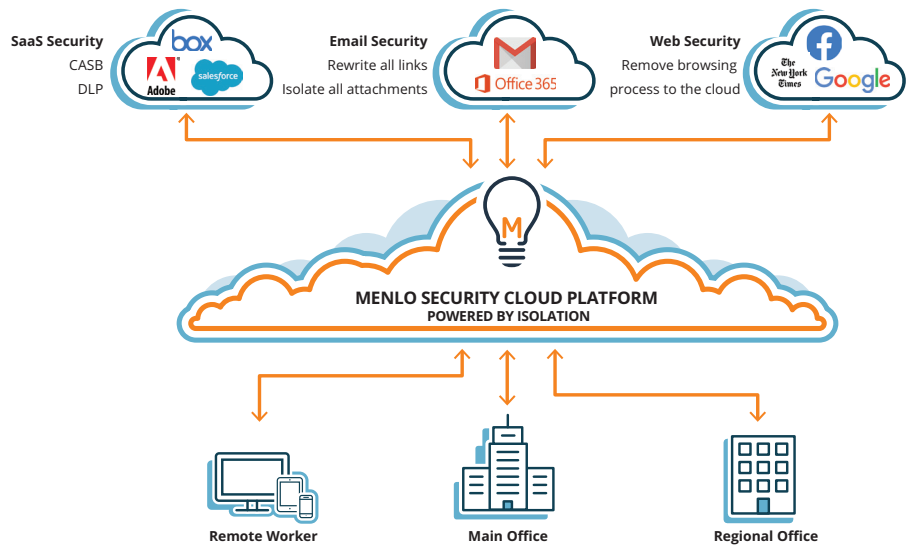 SaaS Security
CASB
DLP
box
Adobe
salesforce
Email Security
Rewrite all links
Isolate all attachments
M
Office 365
Web Security
Remove browsing
process to the cloud
f
The
New York
Times
Google
M
MENLO SECURITY CLOUD PLATFORM
POWERED BY ISOLATION
Remote Worker
Main Office
Regional Office